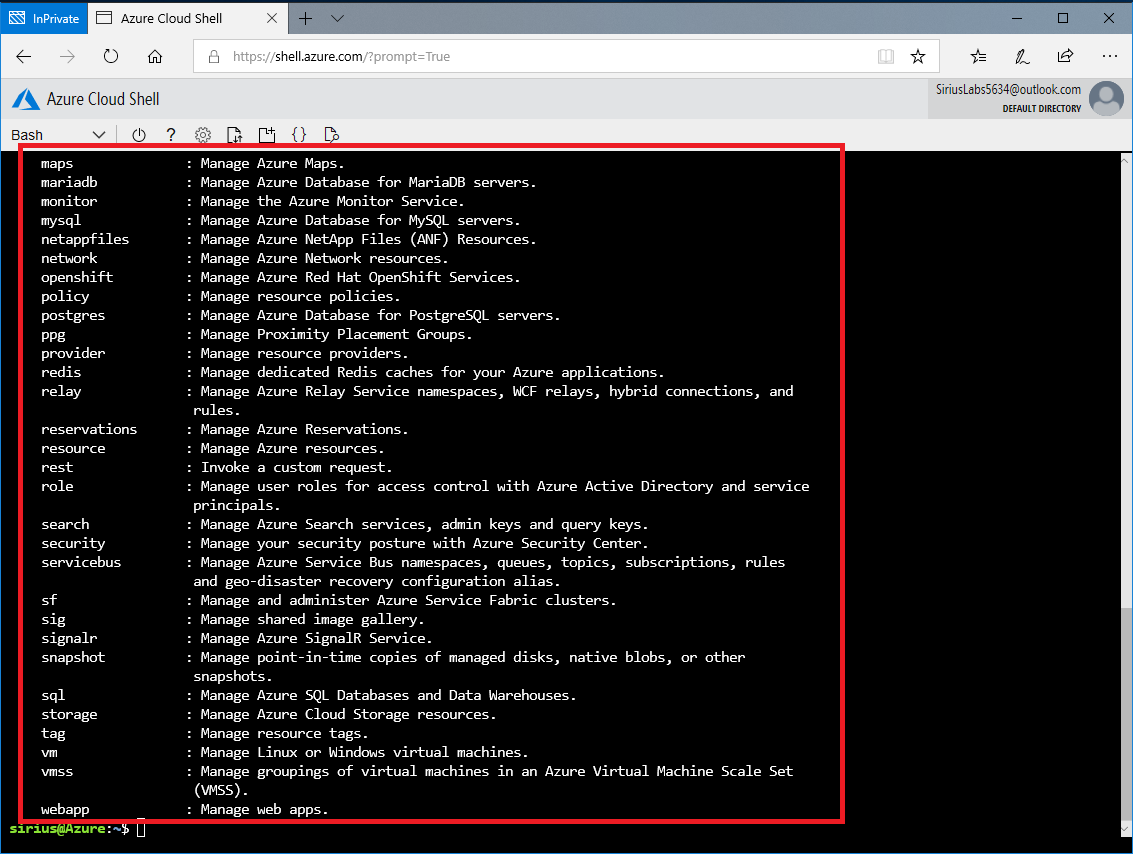 InPrivate Azure Cloud Shell
https://shell.azure.com/?prompt=True
Azure Cloud Shell
SiriusLabs5634@outlook.com
DEFAULT DIRECTORY
Bash ? { }
maps : Manage Azure Maps.
mariadb : Manage Azure Database for MariaDB servers.
monitor : Manage the Azure Monitor Service.
mysql : Manage Azure Database for MySQL servers.
netappfiles : Manage Azure NetApp Files (ANF) Resources.
network : Manage Azure Network resources.
openshift : Manage Azure Red Hat OpenShift Services.
policy : Manage resource policies.
postgres : Manage Azure Database for PostgreSQL servers.
ppg : Manage Proximity Placement Groups.
provider : Manage resource providers.
redis : Manage dedicated Redis caches for your Azure applications.
relay : Manage Azure Relay Service namespaces, WCF relays, hybrid connections, and
rules.
reservations : Manage Azure Reservations.
resource : Manage Azure resources.
rest : Invoke a custom request.
role : Manage user roles for access control with Azure Active Directory and service
principals.
search : Manage Azure Search services, admin keys and query keys.
security : Manage your security posture with Azure Security Center.
servicebus : Manage Azure Service Bus namespaces, queues, topics, subscriptions, rules
and geo-disaster recovery configuration alias.
sf : Manage and administer Azure Service Fabric clusters.
sig : Manage shared image gallery.
signalr : Manage Azure SignalR Service.
snapshot : Manage point-in-time copies of managed disks, native blobs, or other
snapshots.
sql : Manage Azure SQL Databases and Data Warehouses.
storage : Manage Azure Cloud Storage resources.
tag : Manage resource tags.
vm : Manage Linux or Windows virtual machines.
vmss : Manage groupings of virtual machines in an Azure Virtual Machine Scale Set
(VMSS).
webapp : Manage web apps.
sirius@Azure:~$